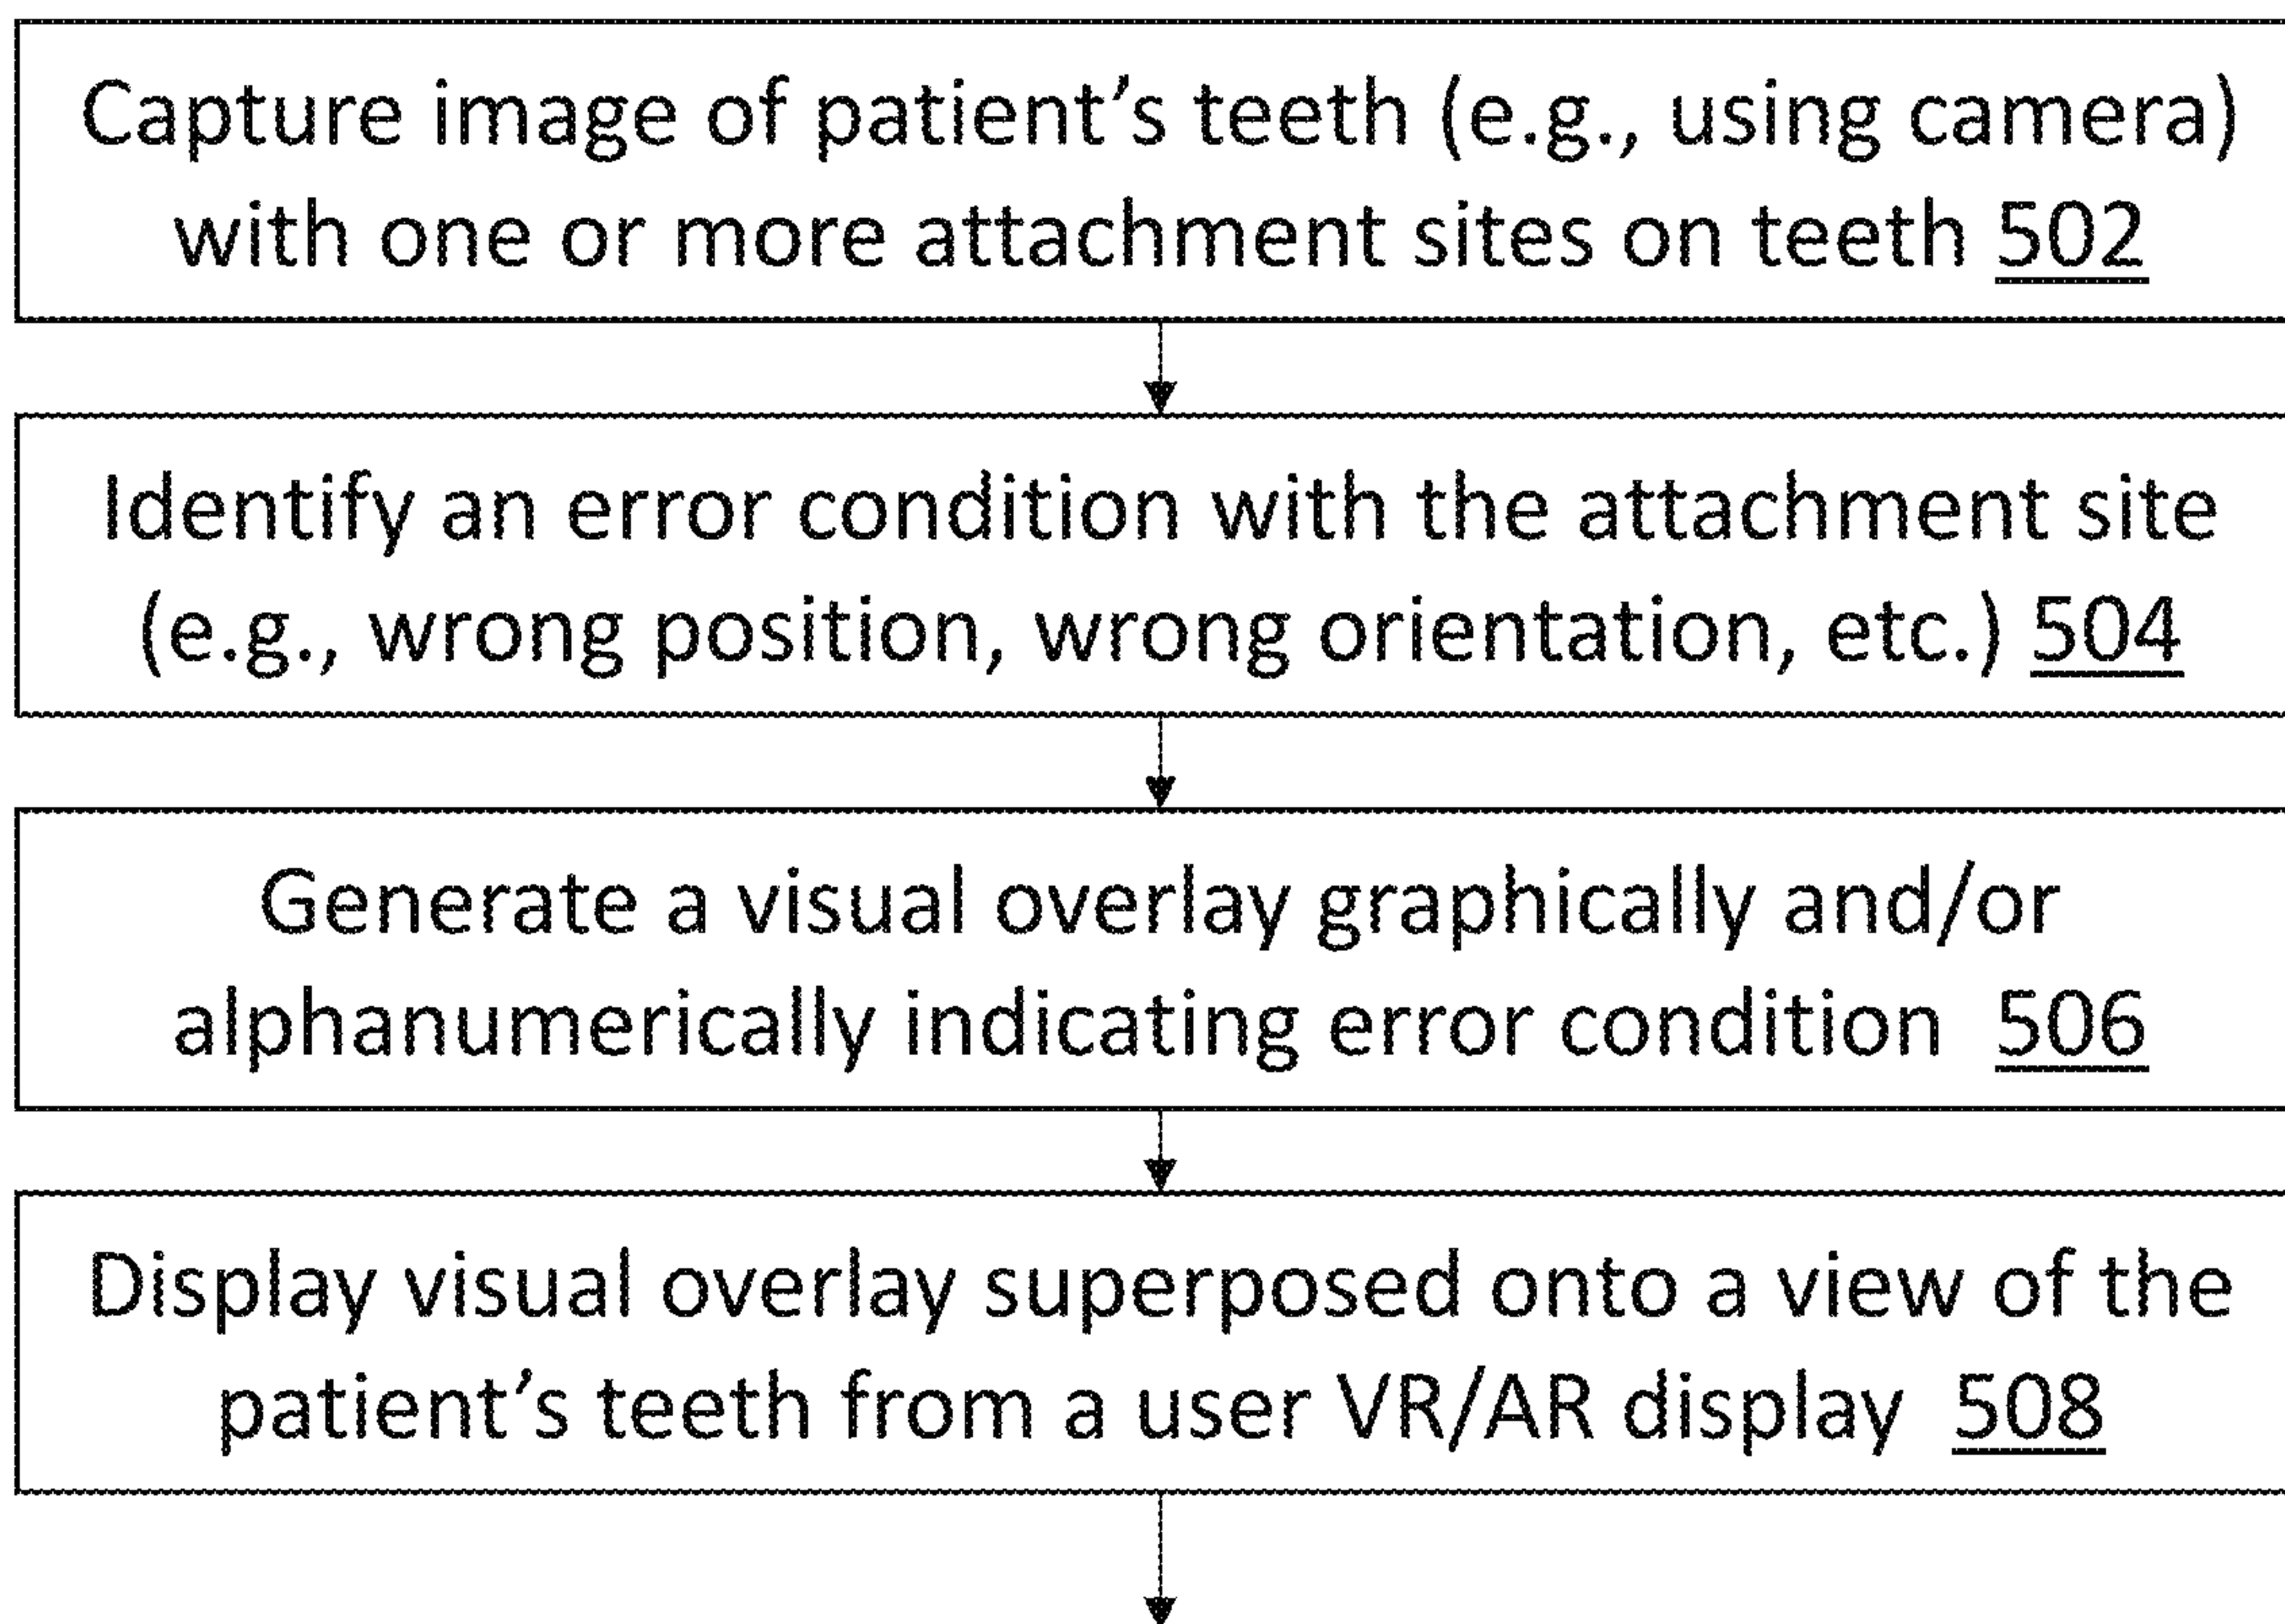 Capture image of patient’s teeth (e.g., using camera)
with one or more attachment sites on teeth 502
Identify an error condition with the attachment site
(e.g., wrong position, wrong orientation, etc.) 504
Generate a visual overlay graphically and/or
alphanumerically indicating error condition 506
Display visual overlay superposed onto a view of the
patient’s teeth from a user VR/AR display 508